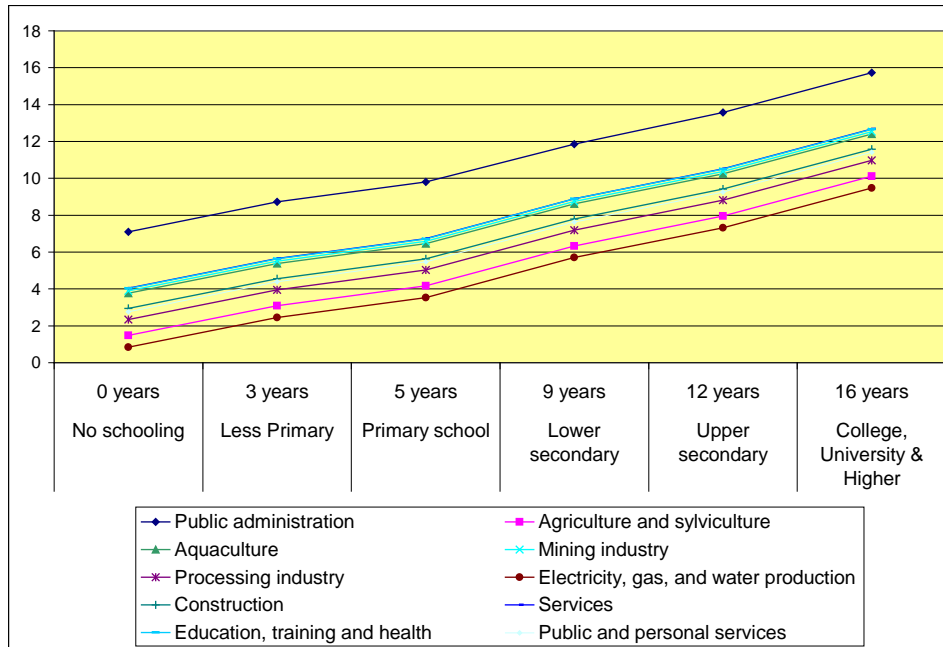 18
16
14
12
10
8
6
4
2
0
0 years 3 years 5 years 9 years 12 years 16 years
No schooling Less Primary Primary school Lower secondary Upper secondary College, University & Higher
Public administration Agriculture and sylviculture
Aquaculture Mining industry
Processing industry Electricity, gas, and water production
Construction Services
Education, training and health Public and personal services